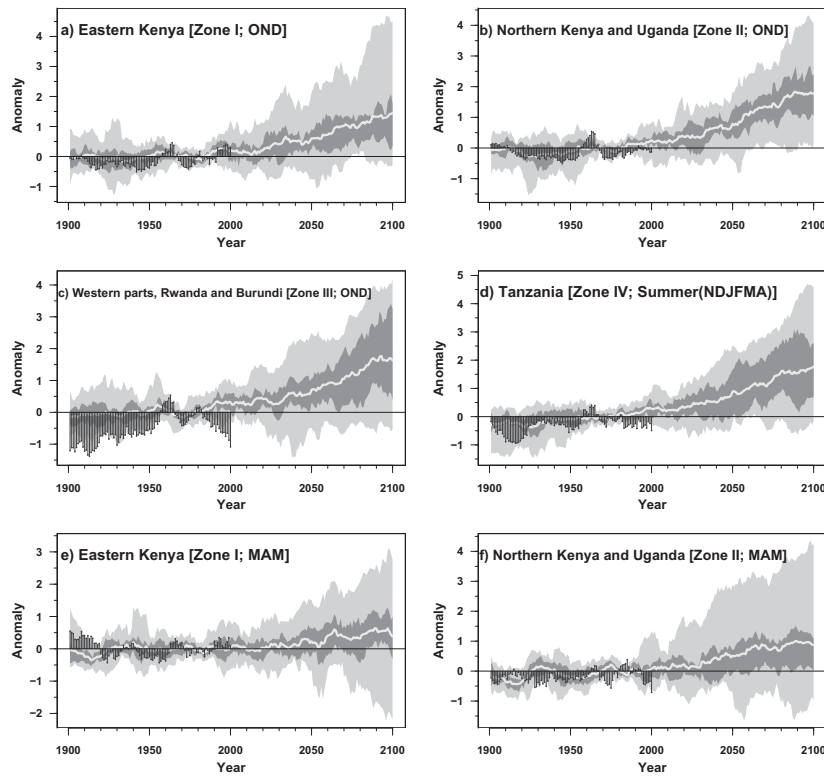 a) Eastern Kenya [Zone I; OND]
Anomaly
4
3
2
1
0
−1
1900 1950 2000 2050 2100
Year
b) Northern Kenya and Uganda [Zone II; OND]
Anomaly
4
3
2
1
0
−1
1900 1950 2000 2050 2100
Year
c) Western parts, Rwanda and Burundi [Zone III; OND]
Anomaly
4
3
2
1
0
−1
1900 1950 2000 2050 2100
Year
d) Tanzania [Zone IV; Summer(NDJFMA)]
Anomaly
5
4
3
2
1
0
−1
1900 1950 2000 2050 2100
Year
e) Eastern Kenya [Zone I; MAM]
Anomaly
3
2
1
0
−1
−2
1900 1950 2000 2050 2100
Year
f) Northern Kenya and Uganda [Zone II; MAM]
Anomaly
4
3
2
1
0
−1
1900 1950 2000 2050 2100
Year